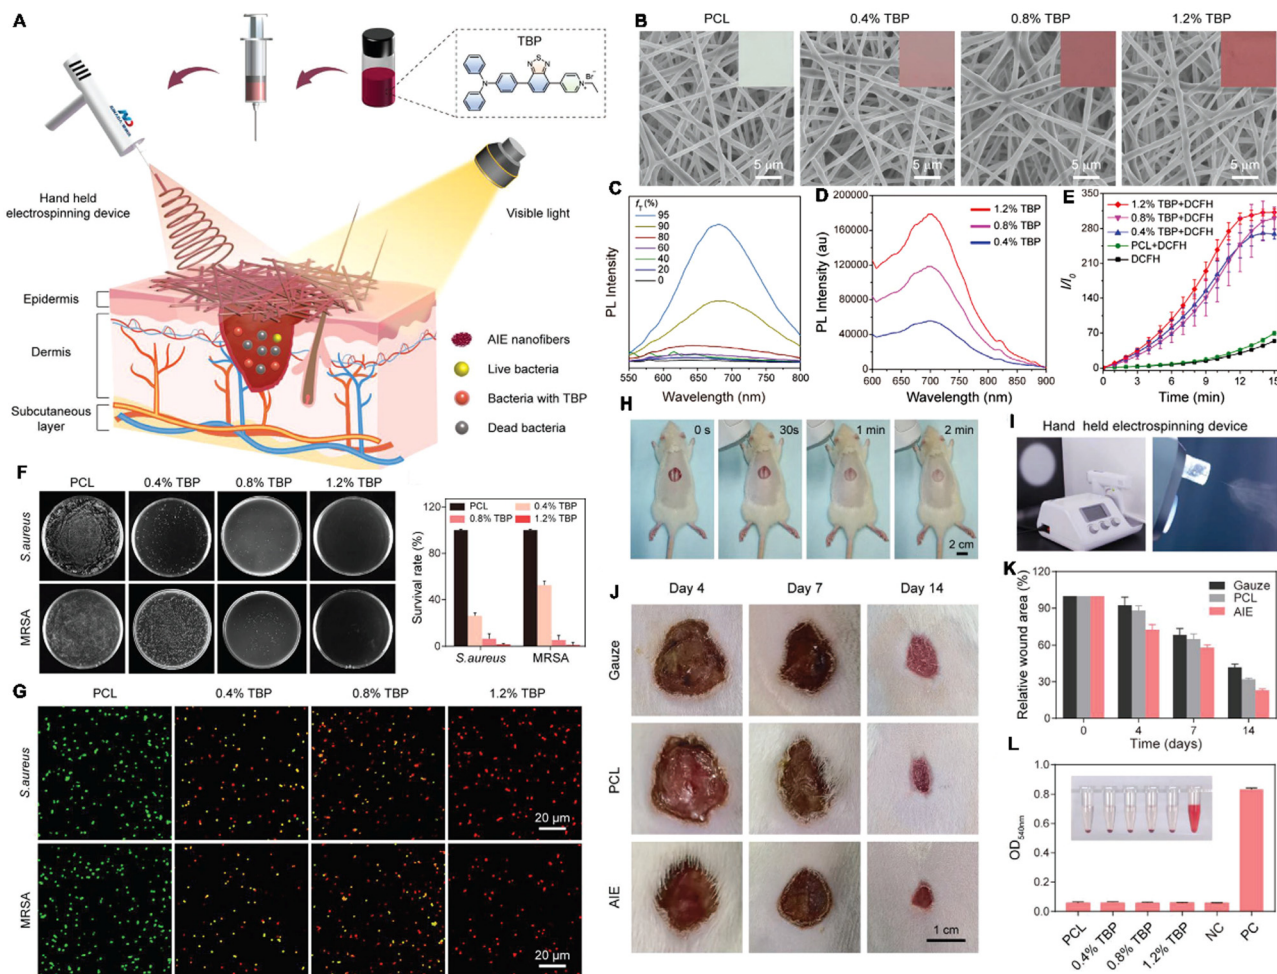 A
TBP
S
N
N
N
N+
Br-
Hand held
electrospinning device
Visible light
Epidermis
Dermis
Subcutaneous
layer
AIE nanofibers
Live bacteria
Bacteria with TBP
Dead bacteria
B
PCL
0.4% TBP
0.8% TBP
1.2% TBP
5 μm
5 μm
5 μm
5 μm
C
fT (%)
95
90
80
60
40
20
0
PL Intensity
550 600 650 700 750 800
Wavelength (nm)
D
200000
160000
120000
80000
40000
0
PL Intensity (au)
1.2% TBP
0.8% TBP
0.4% TBP
600 650 700 750 800 850 900
Wavelength (nm)
E
300
230
150
70
0
I/I0
1.2% TBP+DCFH
0.8% TBP+DCFH
0.4% TBP+DCFH
PCL+DCFH
DCFH
0 3 6 9 12 15
Time (min)
F
PCL
0.4% TBP
0.8% TBP
1.2% TBP
S.aureus
MRSA
120
80
40
0
Survival rate (%)
PCL
0.4% TBP
0.8% TBP
1.2% TBP
S.aureus
MRSA
G
PCL
0.4% TBP
0.8% TBP
1.2% TBP
S.aureus
MRSA
20 μm
20 μm
H
0 s
30s
1 min
2 min
2 cm
I
Hand held electrospinning device
J
Day 4
Day 7
Day 14
Gauze
PCL
AIE
1 cm
K
120
90
60
30
0
Relative wound area (%)
Gauze
PCL
AIE
0 4 7 14
Time (days)
L
1.0
0.8
0.6
0.4
0.2
0.0
OD540nm
PCL
0.4% TBP
0.8% TBP
1.2% TBP
NC
PC